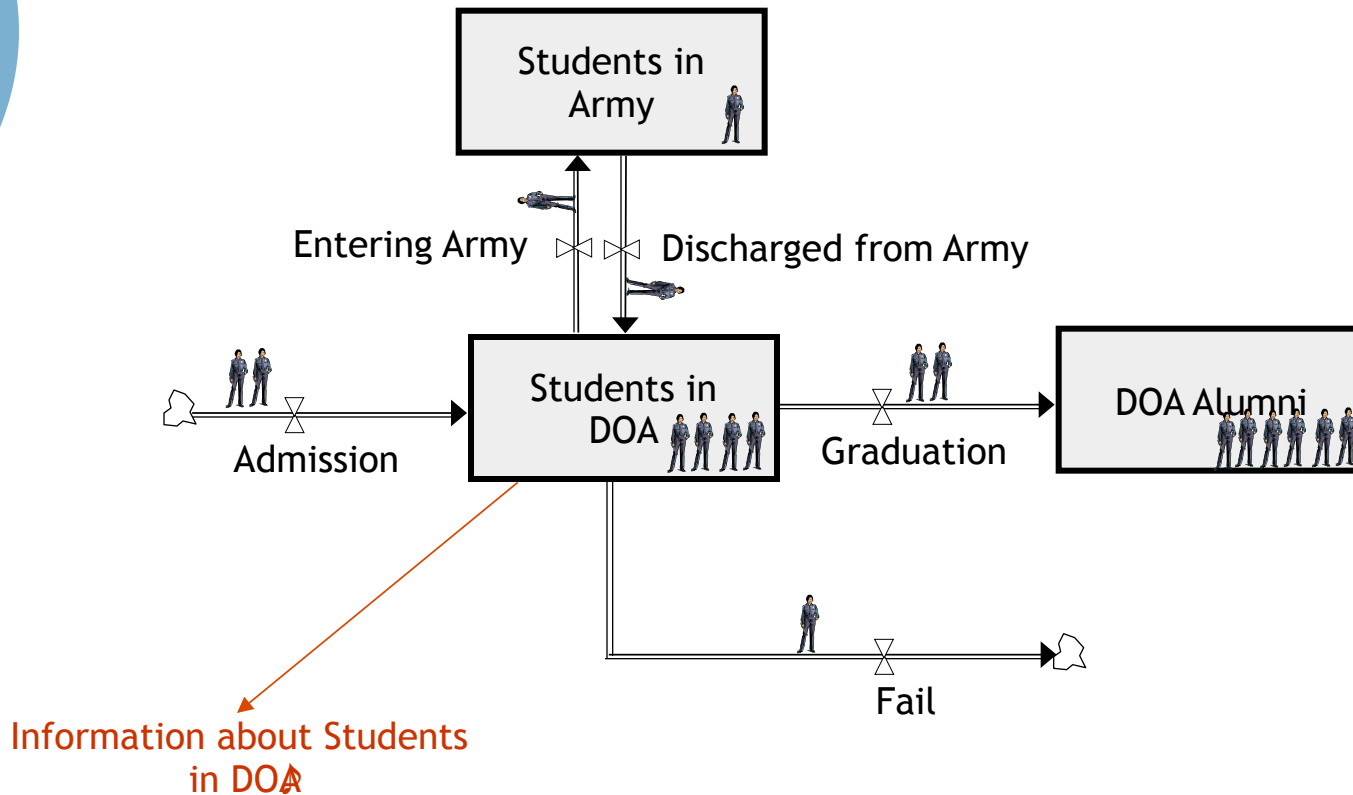 Students in
Army
Entering Army
Discharged from Army
Students in
DOA
DOA Alumni
Admission
Graduation
Fail
Information about Students
in DOA